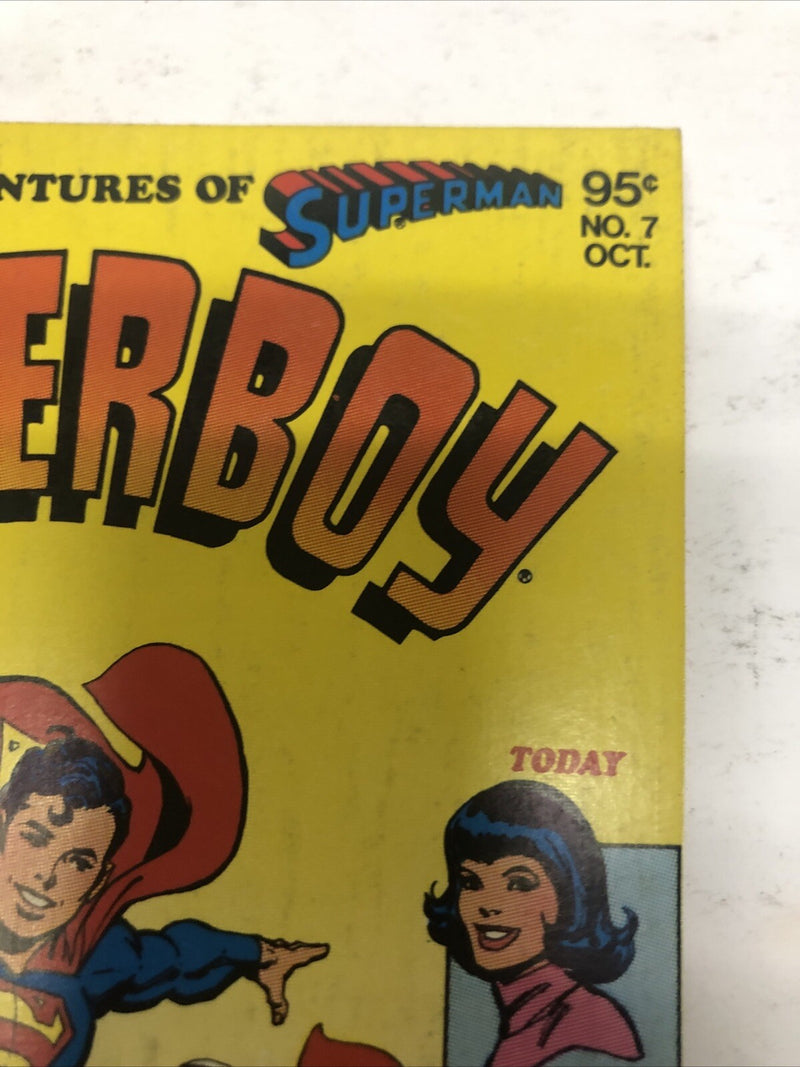 NTURES OF SUPERMAN 95¢
NO. 7
OCT.
ERBOY
TODAY